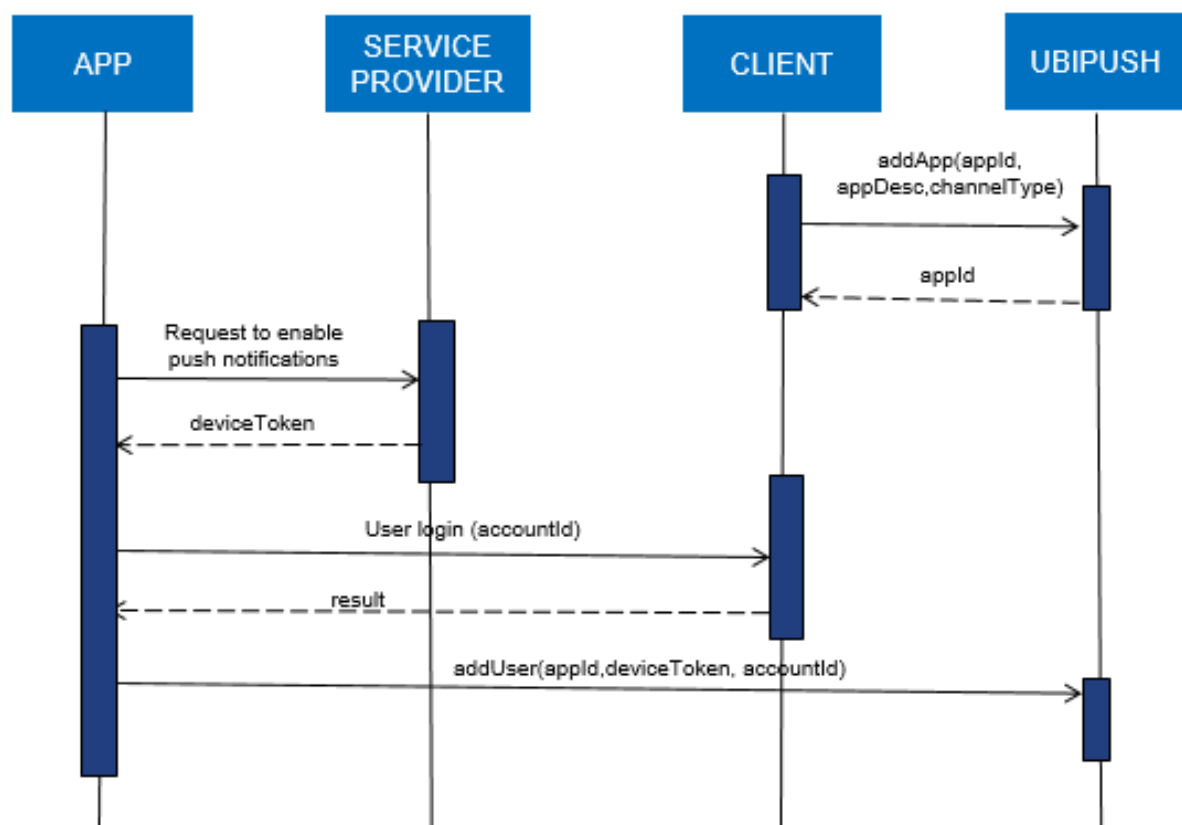 APP
SERVICE
PROVIDER
CLIENT
UBIPUSH
addApp(appId,
appDesc,channelType)
appId
Request to enable
push notifications
deviceToken
User login (accountId)
result
addUser(appId,deviceToken, accountId)